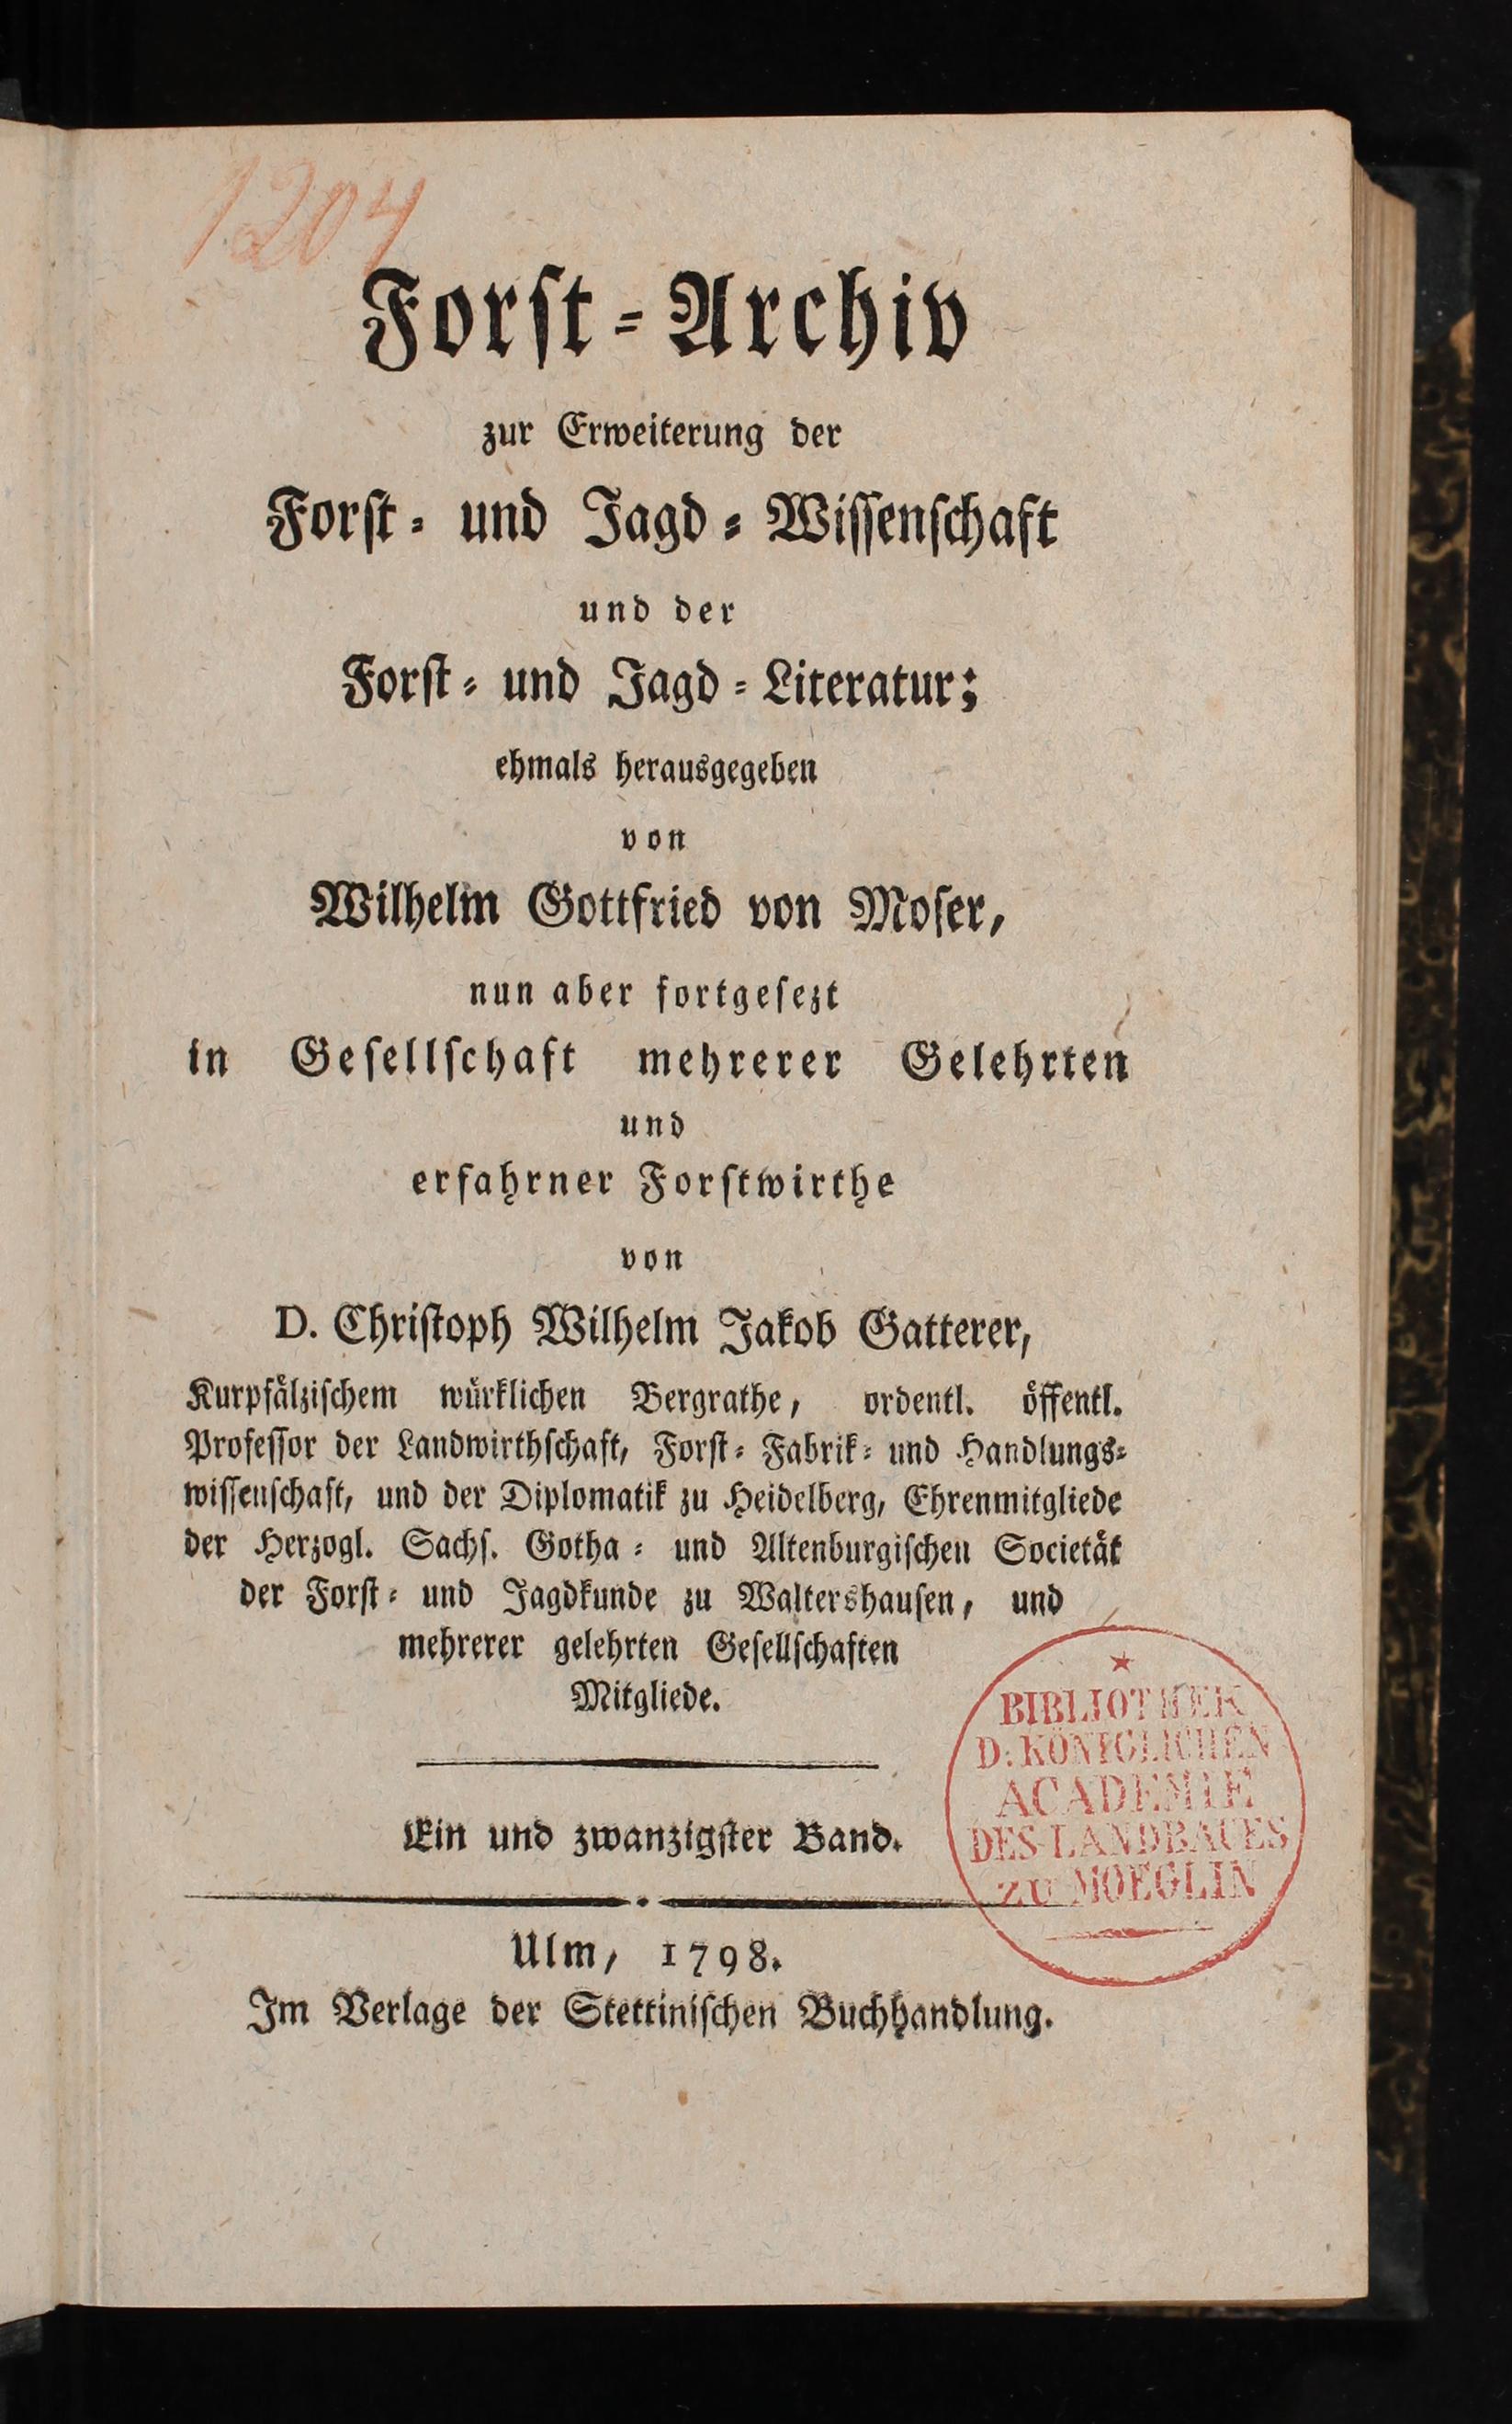 1204
Forſt-Archiv
zur Erweiterung der
Forſt- und Jagd-Wiſſenſchaft
und der
Forſt- und Jagd-Literatur;
ehmals herausgegeben
von
Wilhelm Gottfried von Moſer,
nun aber fortgeſezt
in Geſellſchaft mehrerer Gelehrten
und
erfahrner Forſtwirthe
von
D. Chriſtoph Wilhelm Jakob Gatterer,
Kurpfälziſchem würklichen Bergrathe, ordentl. öffentl.
Profeſſor der Landwirthſchaft, Forſt- Fabrik- und Handlungs-
wiſſenſchaft, und der Diplomatik zu Heidelberg, Ehrenmitgliede
der Herzogl. Sachſ. Gotha- und Altenburgiſchen Societät
der Forſt- und Jagdkunde zu Waltershauſen, und
mehrerer gelehrten Geſellſchaften
Mitgliede.
Ein und zwanzigſter Band.
Ulm, 1798.
Im Verlage der Stettiniſchen Buchhandlung.
BIBLIOTHEK
D. KÖNIGLICHEN
ACADEMIE
DES LANDBAUES
ZU MOEGLIN